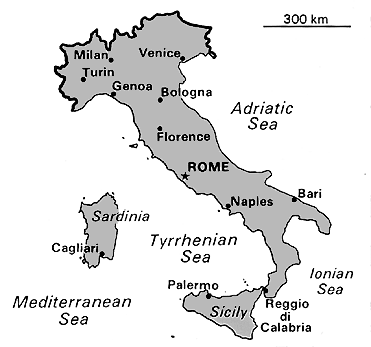 300 km
Milan
Venice
Turin
Genoa
Bologna
Adriatic
Sea
Florence
ROME
Bari
Naples
Sardinia
Cagliari
Tyrrhenian
Sea
Ionian
Sea
Mediterranean
Sea
Palermo
Sicily
Reggio
di
Calabria